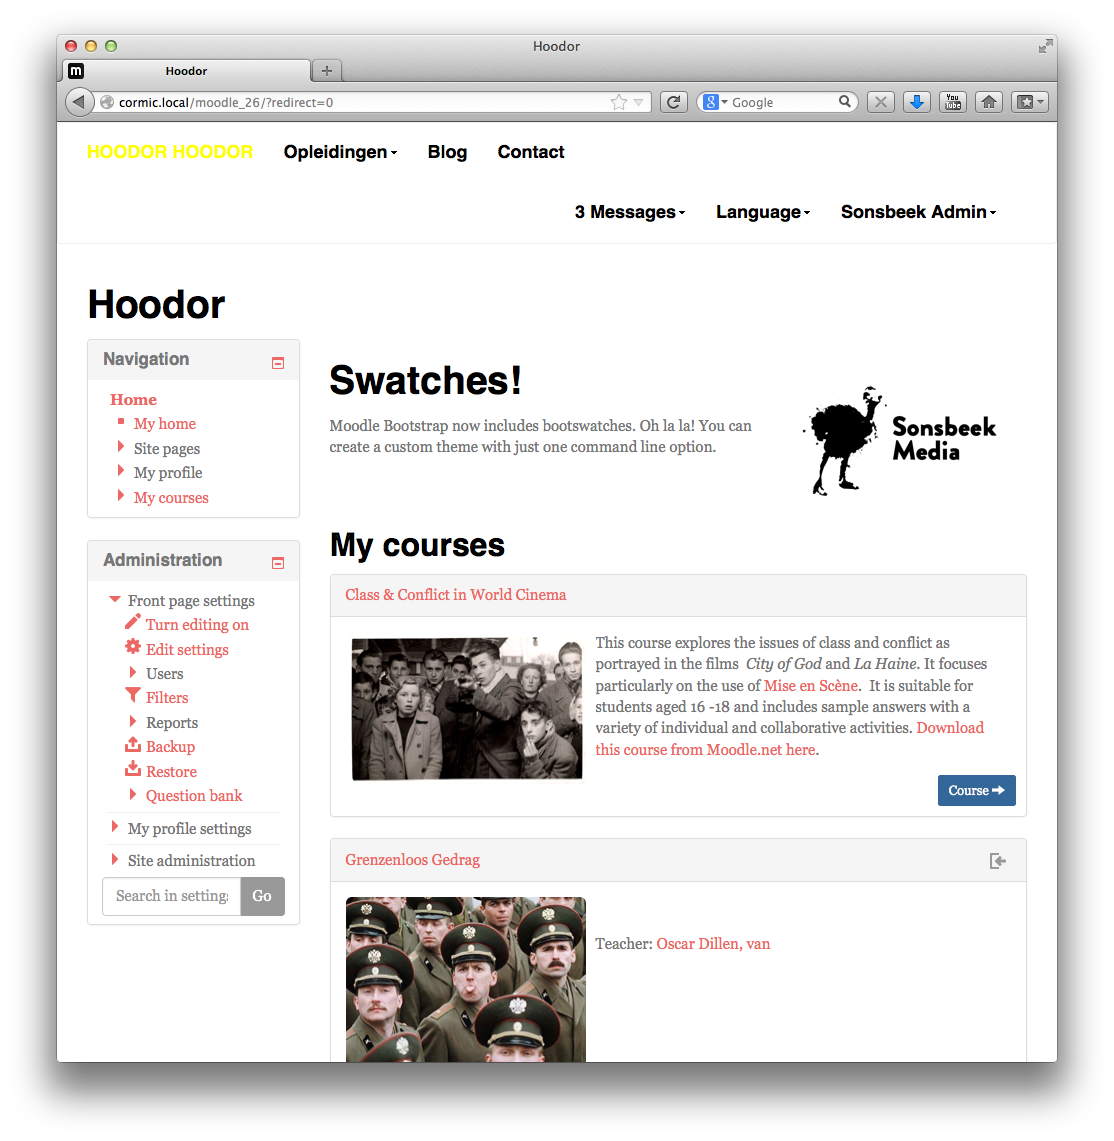 Hoodor
Hoodor
cormic.local/moodle_26/?redirect=0
Google
You Tube
HOODOR HOODOR
Opleidingen
Blog
Contact
3 Messages
Language
Sonsbeek Admin
Hoodor
Navigation
Home
My home
Site pages
My profile
My courses
Administration
Front page settings
Turn editing on
Edit settings
Users
Filters
Reports
Backup
Restore
Question bank
My profile settings
Site administration
Search in settings
Go
Swatches!
Moodle Bootstrap now includes bootswatches. Oh la la! You can
create a custom theme with just one command line option.
Sonsbeek
Media
My courses
Class & Conflict in World Cinema
This course explores the issues of class and conflict as
portrayed in the films City of God and La Haine. It focuses
particularly on the use of Mise en Scène. It is suitable for
students aged 16 -18 and includes sample answers with a
variety of individual and collaborative activities. Download
this course from Moodle.net here.
Course
Grenzenloos Gedrag
Teacher: Oscar Dillen, van